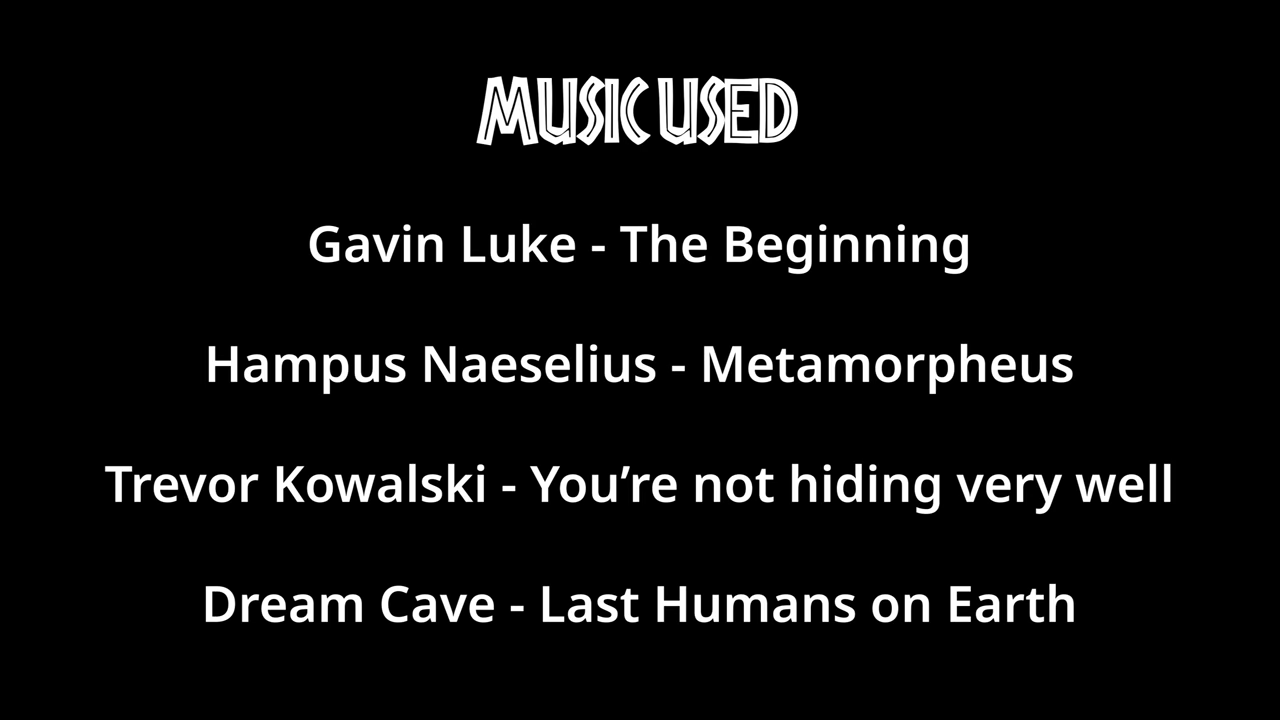 MUSIC USED
Gavin Luke - The Beginning
Hampus Naeselius - Metamorpheus
Trevor Kowalski - You’re not hiding very well
Dream Cave - Last Humans on Earth